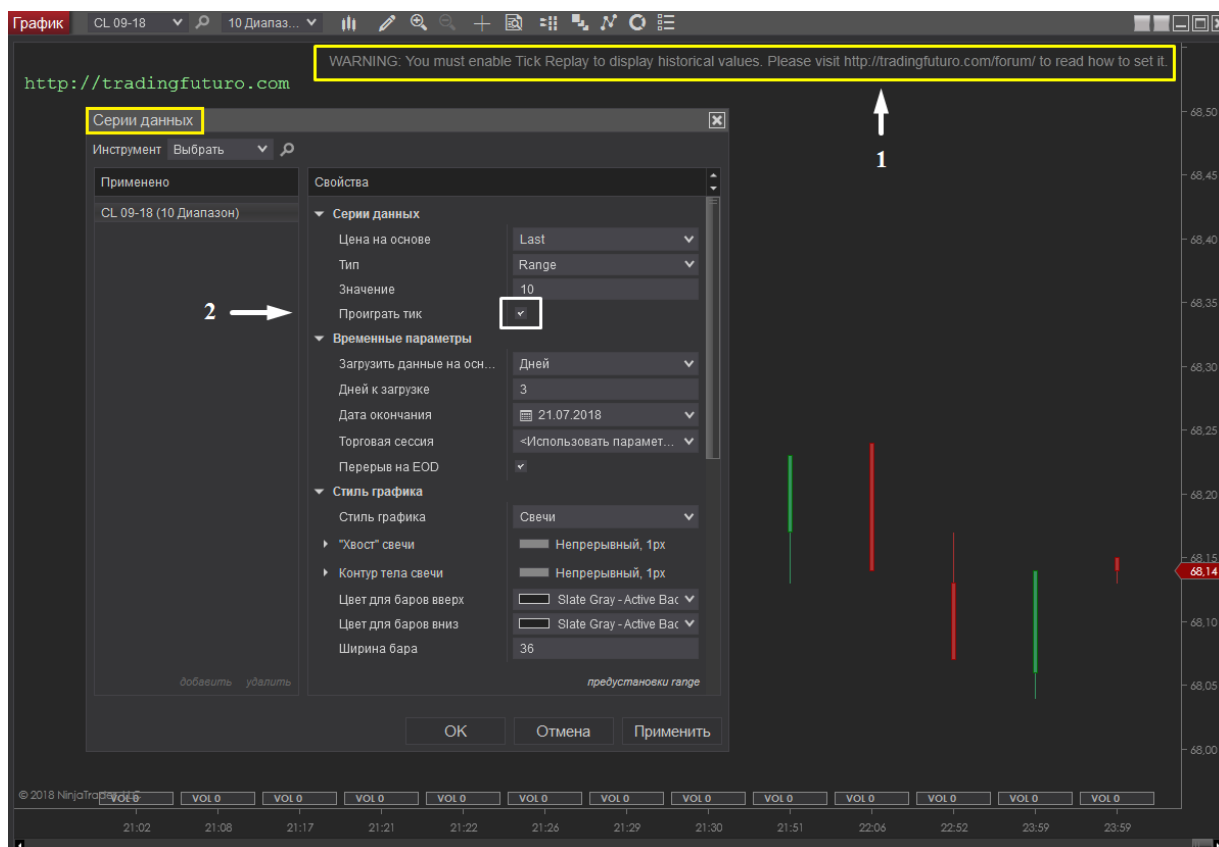 График CL 09-18 10 Диапаз...
WARNING: You must enable Tick Replay to display historical values. Please visit http://tradingfuturo.com/forum/ to read how to set it.
http://tradingfuturo.com
1
Серии данных
Инструмент Выбрать
Применено Свойства
CL 09-18 (10 Диапазон)
Серии данных
Цена на основе Last
Тип Range
Значение 10
2
Проиграть тик
Временные параметры
Загрузить данные на осн... Дней
Дней к загрузке 3
Дата окончания 21.07.2018
Торговая сессия <Использовать парамет...
Перерыв на EOD
Стиль графика
Стиль графика Свечи
"Хвост" свечи Непрерывный, 1px
Контур тела свечи Непрерывный, 1px
Цвет для баров вверх Slate Gray - Active Bac
Цвет для баров вниз Slate Gray - Active Bac
Ширина бара 36
добавить удалить предустановки range
OK Отмена Применить
68,50
68,45
68,40
68,35
68,30
68,25
68,20
68,15
68,14
68,10
68,05
68,00
© 2018 NinjaTrader, LLC
VOL 0 VOL 0 VOL 0 VOL 0 VOL 0 VOL 0 VOL 0 VOL 0 VOL 0 VOL 0 VOL 0 VOL 0 VOL 0
21:02 21:08 21:17 21:21 21:22 21:26 21:29 21:30 21:51 22:06 22:52 23:59 23:59